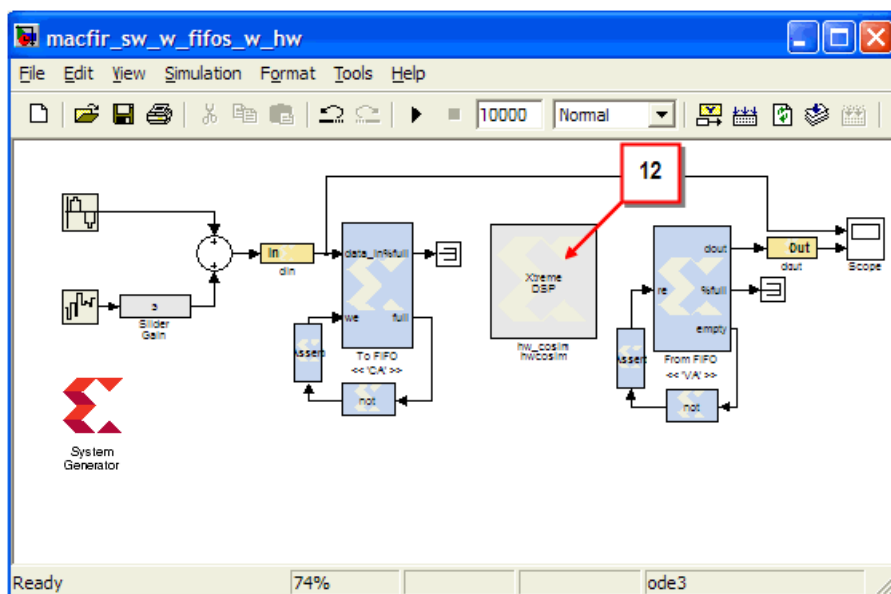 macfir_sw_w_fifos_w_hw
File Edit View Simulation Format Tools Help
10000 Normal
12
In
din
data_in %full
we full
To FIFO
<< 'CA' >>
Assert
not
s
Slider
Gain
Xtreme
DSP
hw_cosim
hwcosim
dout
re %full
empty
From FIFO
<< 'VA' >>
Assert
not
Out
dout
Scope
System
Generator
Ready 74% ode3